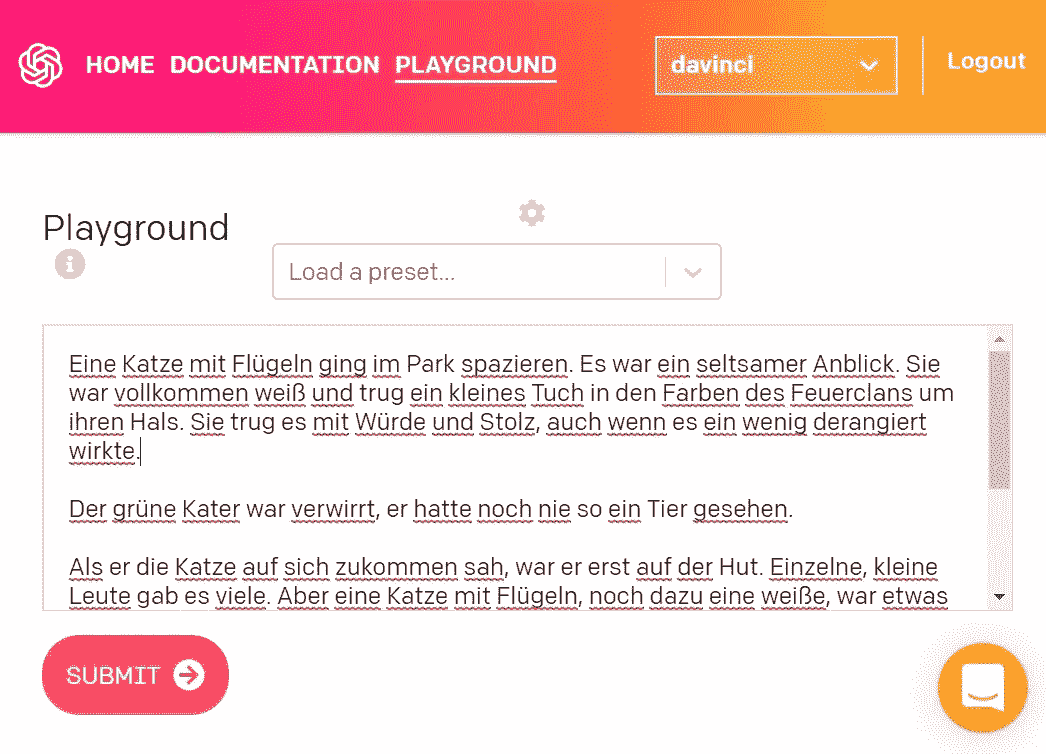 HOME DOCUMENTATION PLAYGROUND davinci Logout
Playground
Load a preset...
Eine Katze mit Flügeln ging im Park spazieren. Es war ein seltsamer Anblick. Sie
war vollkommen weiß und trug ein kleines Tuch in den Farben des Feuerclans um
ihren Hals. Sie trug es mit Würde und Stolz, auch wenn es ein wenig derangiert
wirkte.
Der grüne Kater war verwirrt, er hatte noch nie so ein Tier gesehen.
Als er die Katze auf sich zukommen sah, war er erst auf der Hut. Einzelne, kleine
Leute gab es viele. Aber eine Katze mit Flügeln, noch dazu eine weiße, war etwas
SUBMIT